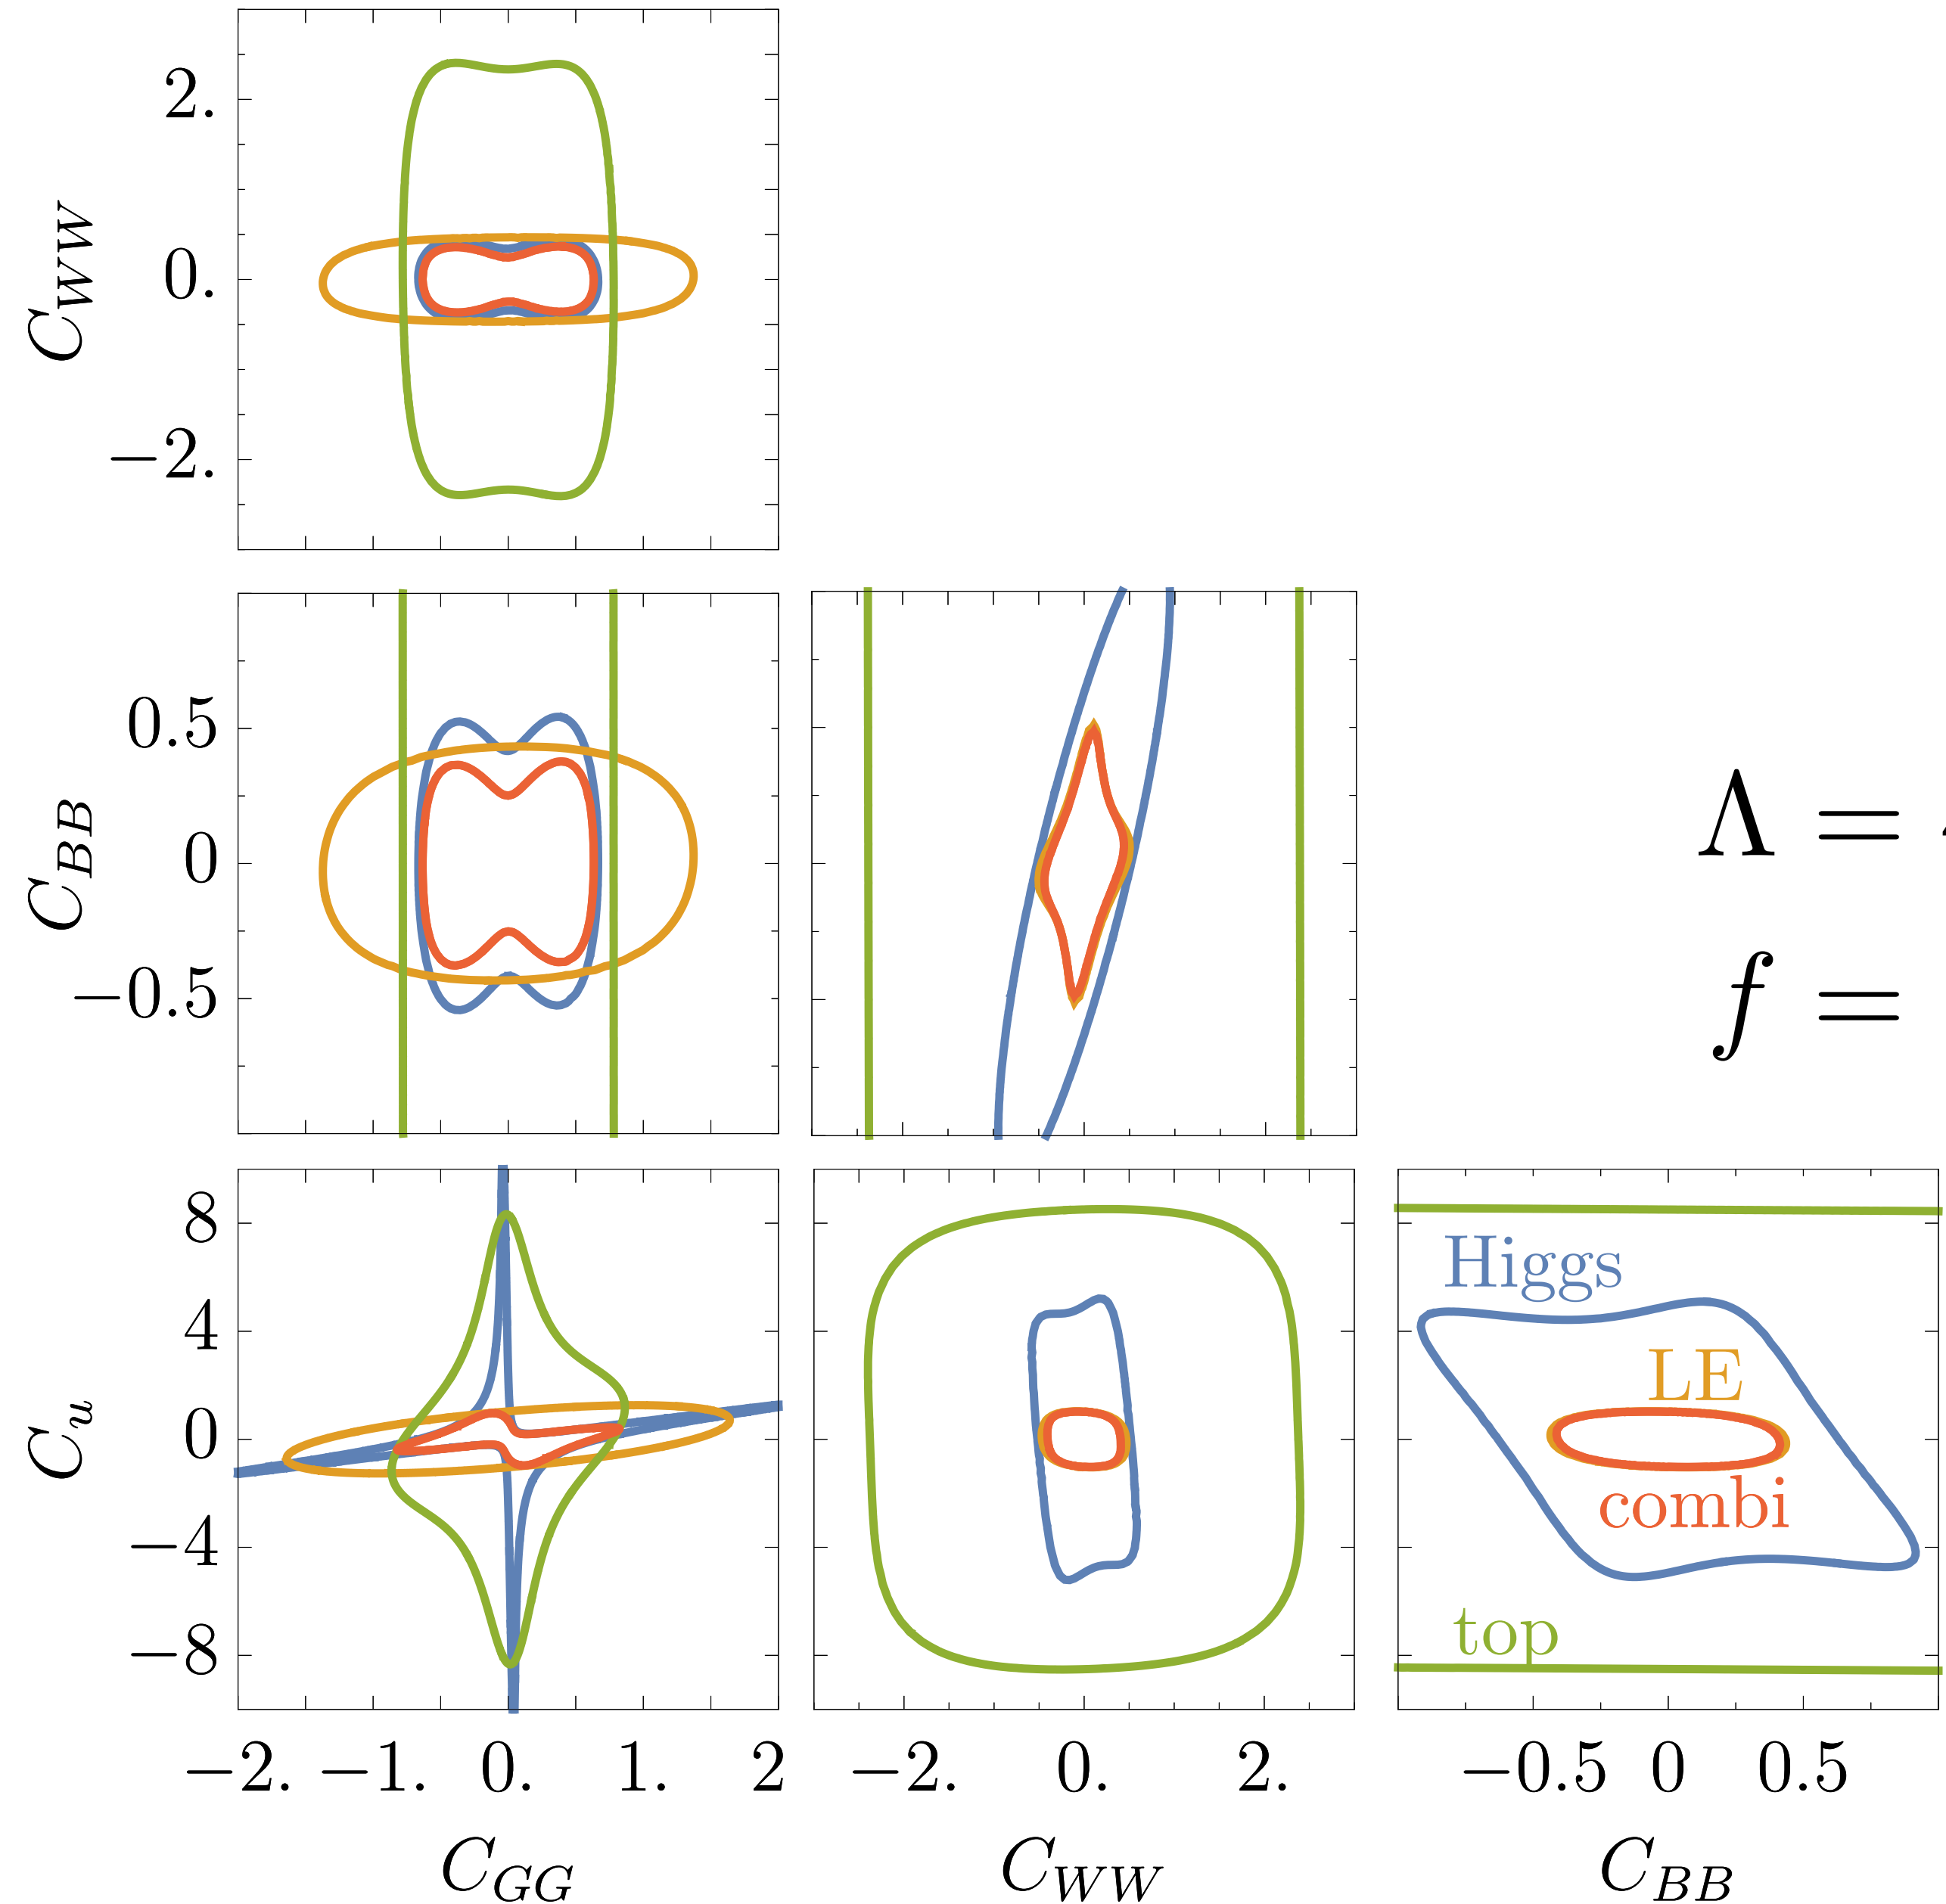 2.
0.
−2.
C_{WW}
0.5
0
−0.5
C_{BB}
Λ =
f =
8
4
0
−4
−8
C_u
Higgs
LE
combi
top
−2. −1. 0. 1. 2
−2. 0. 2.
−0.5 0 0.5
C_{GG}
C_{WW}
C_{BB}